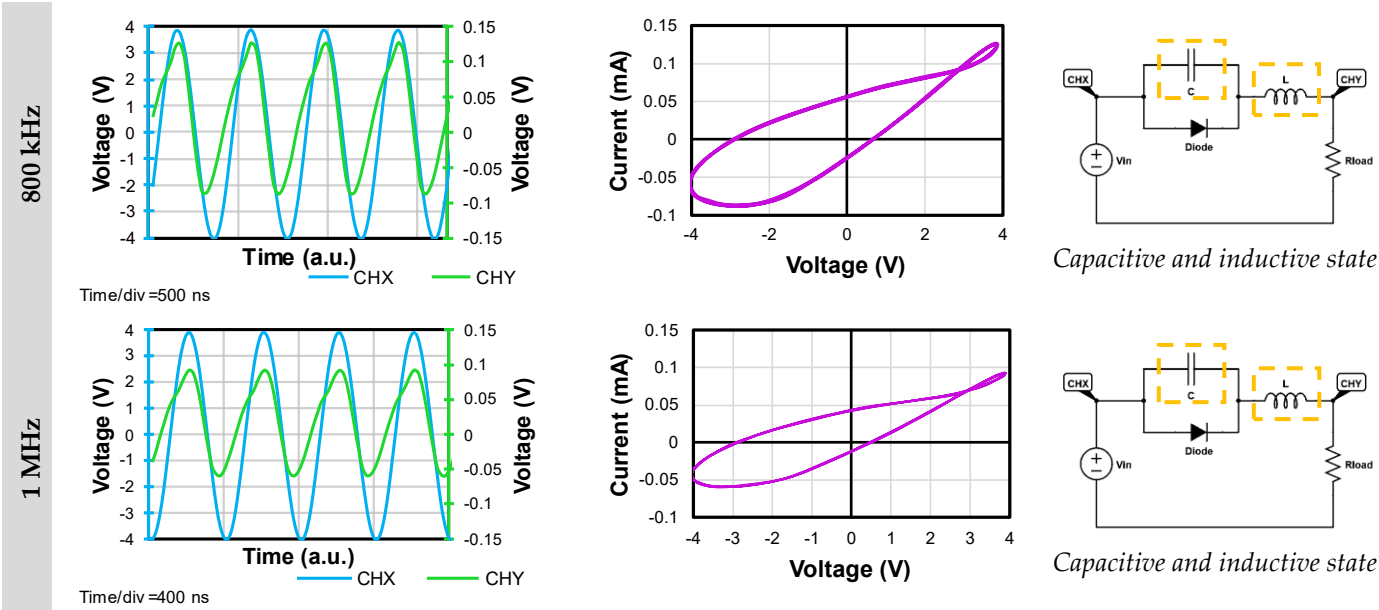 800 kHz
4
3
2
1
0
-1
-2
-3
-4
Voltage (V)
0.15
0.1
0.05
0
-0.05
-0.1
-0.15
Voltage (V)
Time (a.u.)
CHX CHY
Time/div =500 ns
0.15
0.1
0.05
0
-0.05
-0.1
Current (mA)
-4 -2 0 2 4
Voltage (V)
CHX
C
L
CHY
Diode
Vin
Rload
Capacitive and inductive state
1 MHz
4
3
2
1
0
-1
-2
-3
-4
Voltage (V)
0.15
0.1
0.05
0
-0.05
-0.1
-0.15
Voltage (V)
Time (a.u.)
CHX CHY
Time/div =400 ns
0.15
0.1
0.05
0
-0.05
-0.1
Current (mA)
-4 -3 -2 -1 0 1 2 3 4
Voltage (V)
CHX
C
L
CHY
Diode
Vin
Rload
Capacitive and inductive state